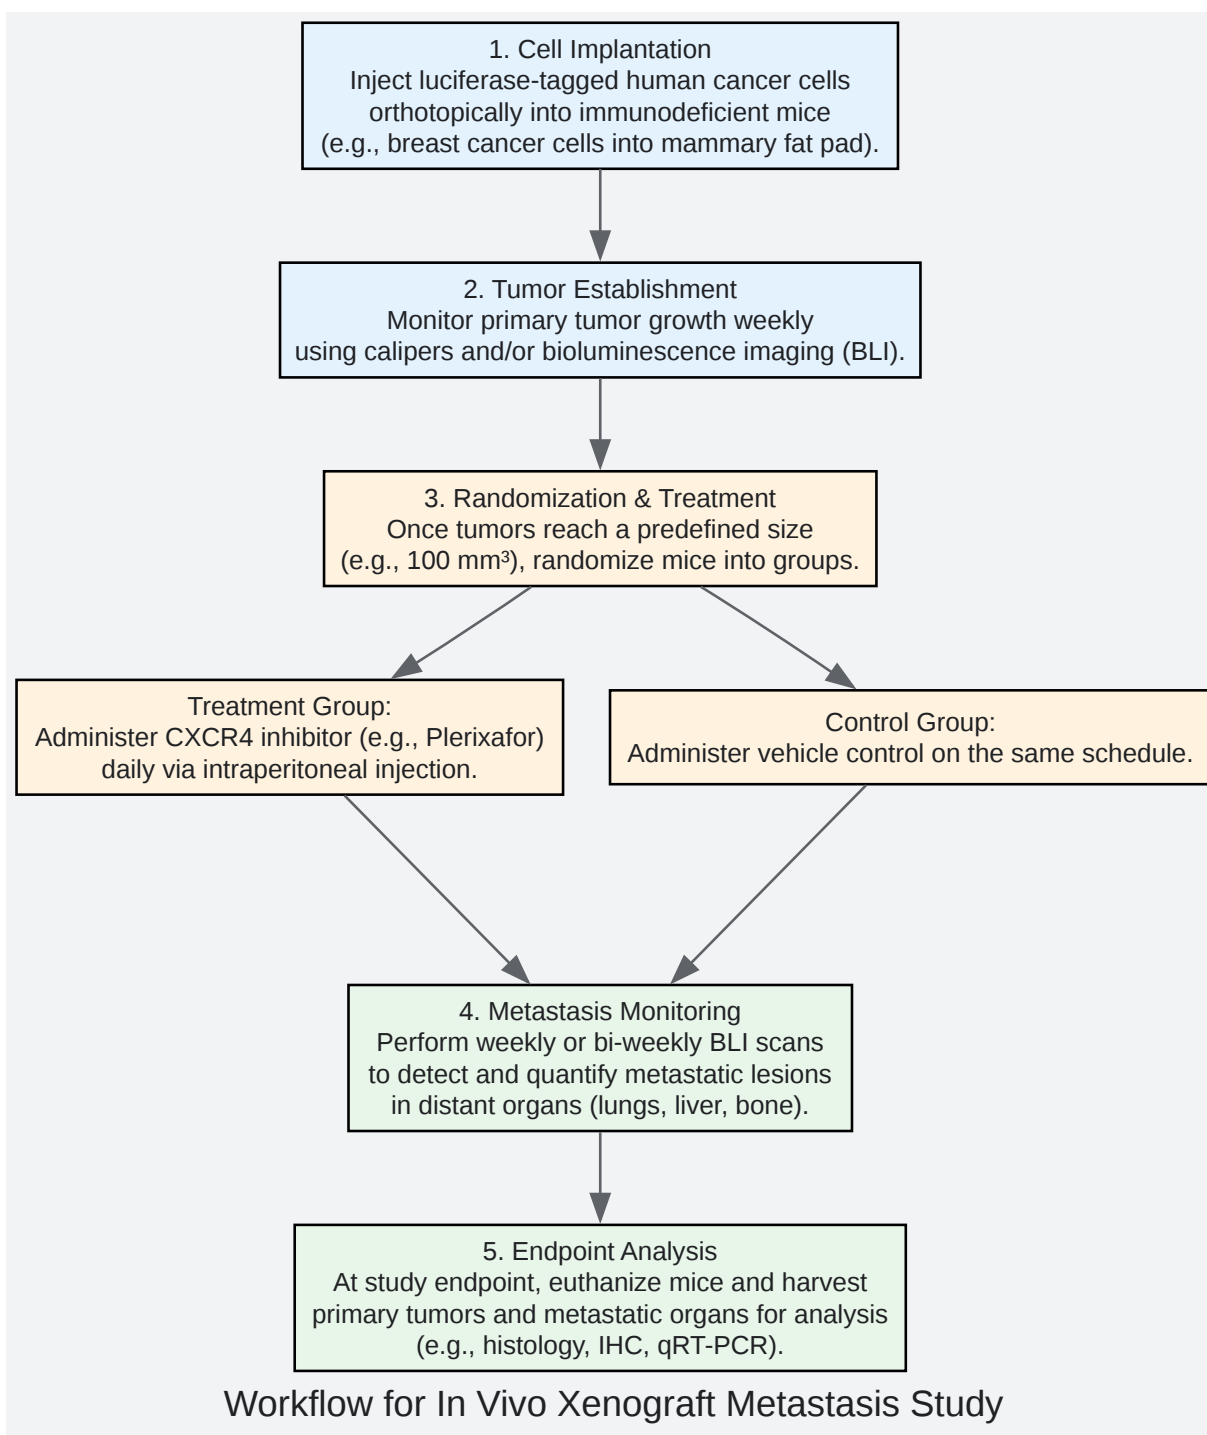 1. Cell Implantation
Inject luciferase-tagged human cancer cells
orthotopically into immunodeficient mice
(e.g., breast cancer cells into mammary fat pad).
2. Tumor Establishment
Monitor primary tumor growth weekly
using calipers and/or bioluminescence imaging (BLI).
3. Randomization & Treatment
Once tumors reach a predefined size
(e.g., 100 mm³), randomize mice into groups.
Treatment Group:
Administer CXCR4 inhibitor (e.g., Plerixafor)
daily via intraperitoneal injection.
Control Group:
Administer vehicle control on the same schedule.
4. Metastasis Monitoring
Perform weekly or bi-weekly BLI scans
to detect and quantify metastatic lesions
in distant organs (lungs, liver, bone).
5. Endpoint Analysis
At study endpoint, euthanize mice and harvest
primary tumors and metastatic organs for analysis
(e.g., histology, IHC, qRT-PCR).
Workflow for In Vivo Xenograft Metastasis Study